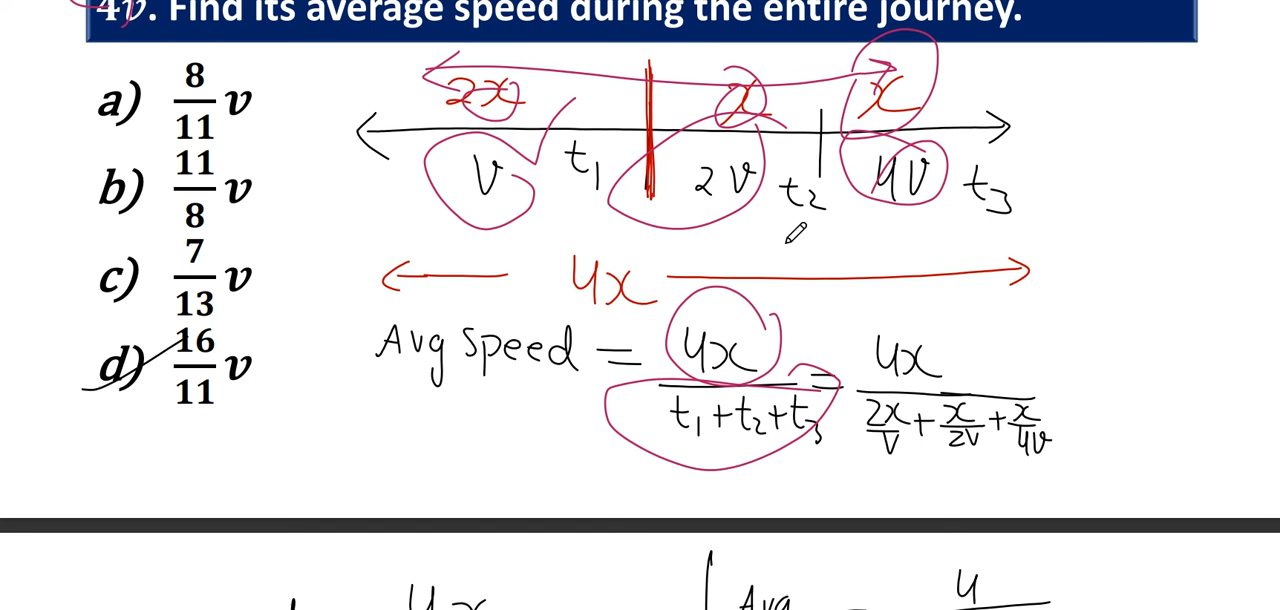 4v. Find its average speed during the entire journey.
a) 8/11 v
b) 11/8 v
c) 7/13 v
d) 16/11 v
2x x x
v t₁ 2v t₂ 4v t₃
4x
Avg speed = 4x/(t₁+t₂+t₃) = 4x/(2x/v + x/2v + x/4v)
4x Avg = 4